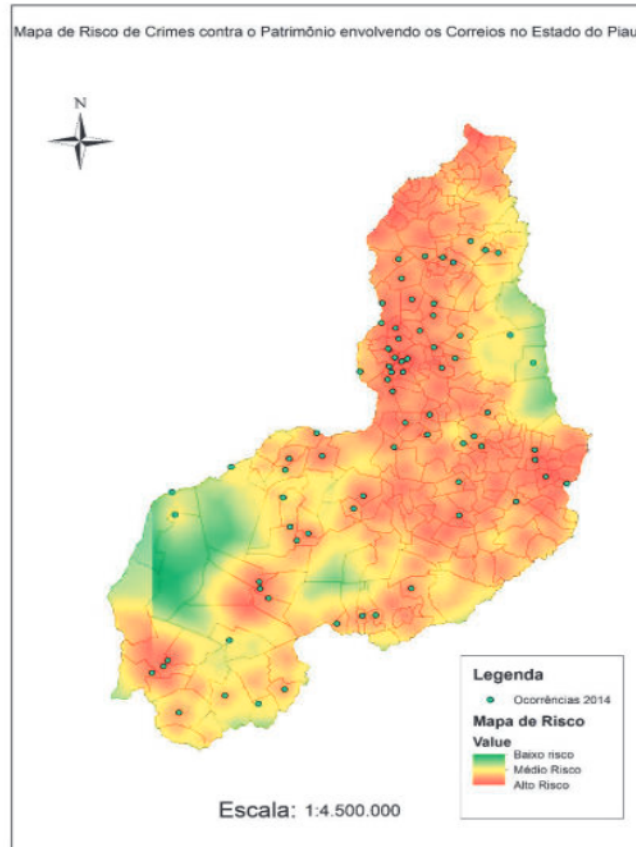 Mapa de Risco de Crimes contra o Patrimônio envolvendo os Correios no Estado do Piau
N
Legenda
Ocorrências 2014
Mapa de Risco
Value
Baixo risco
Médio Risco
Alto Risco
Escala: 1:4.500.000